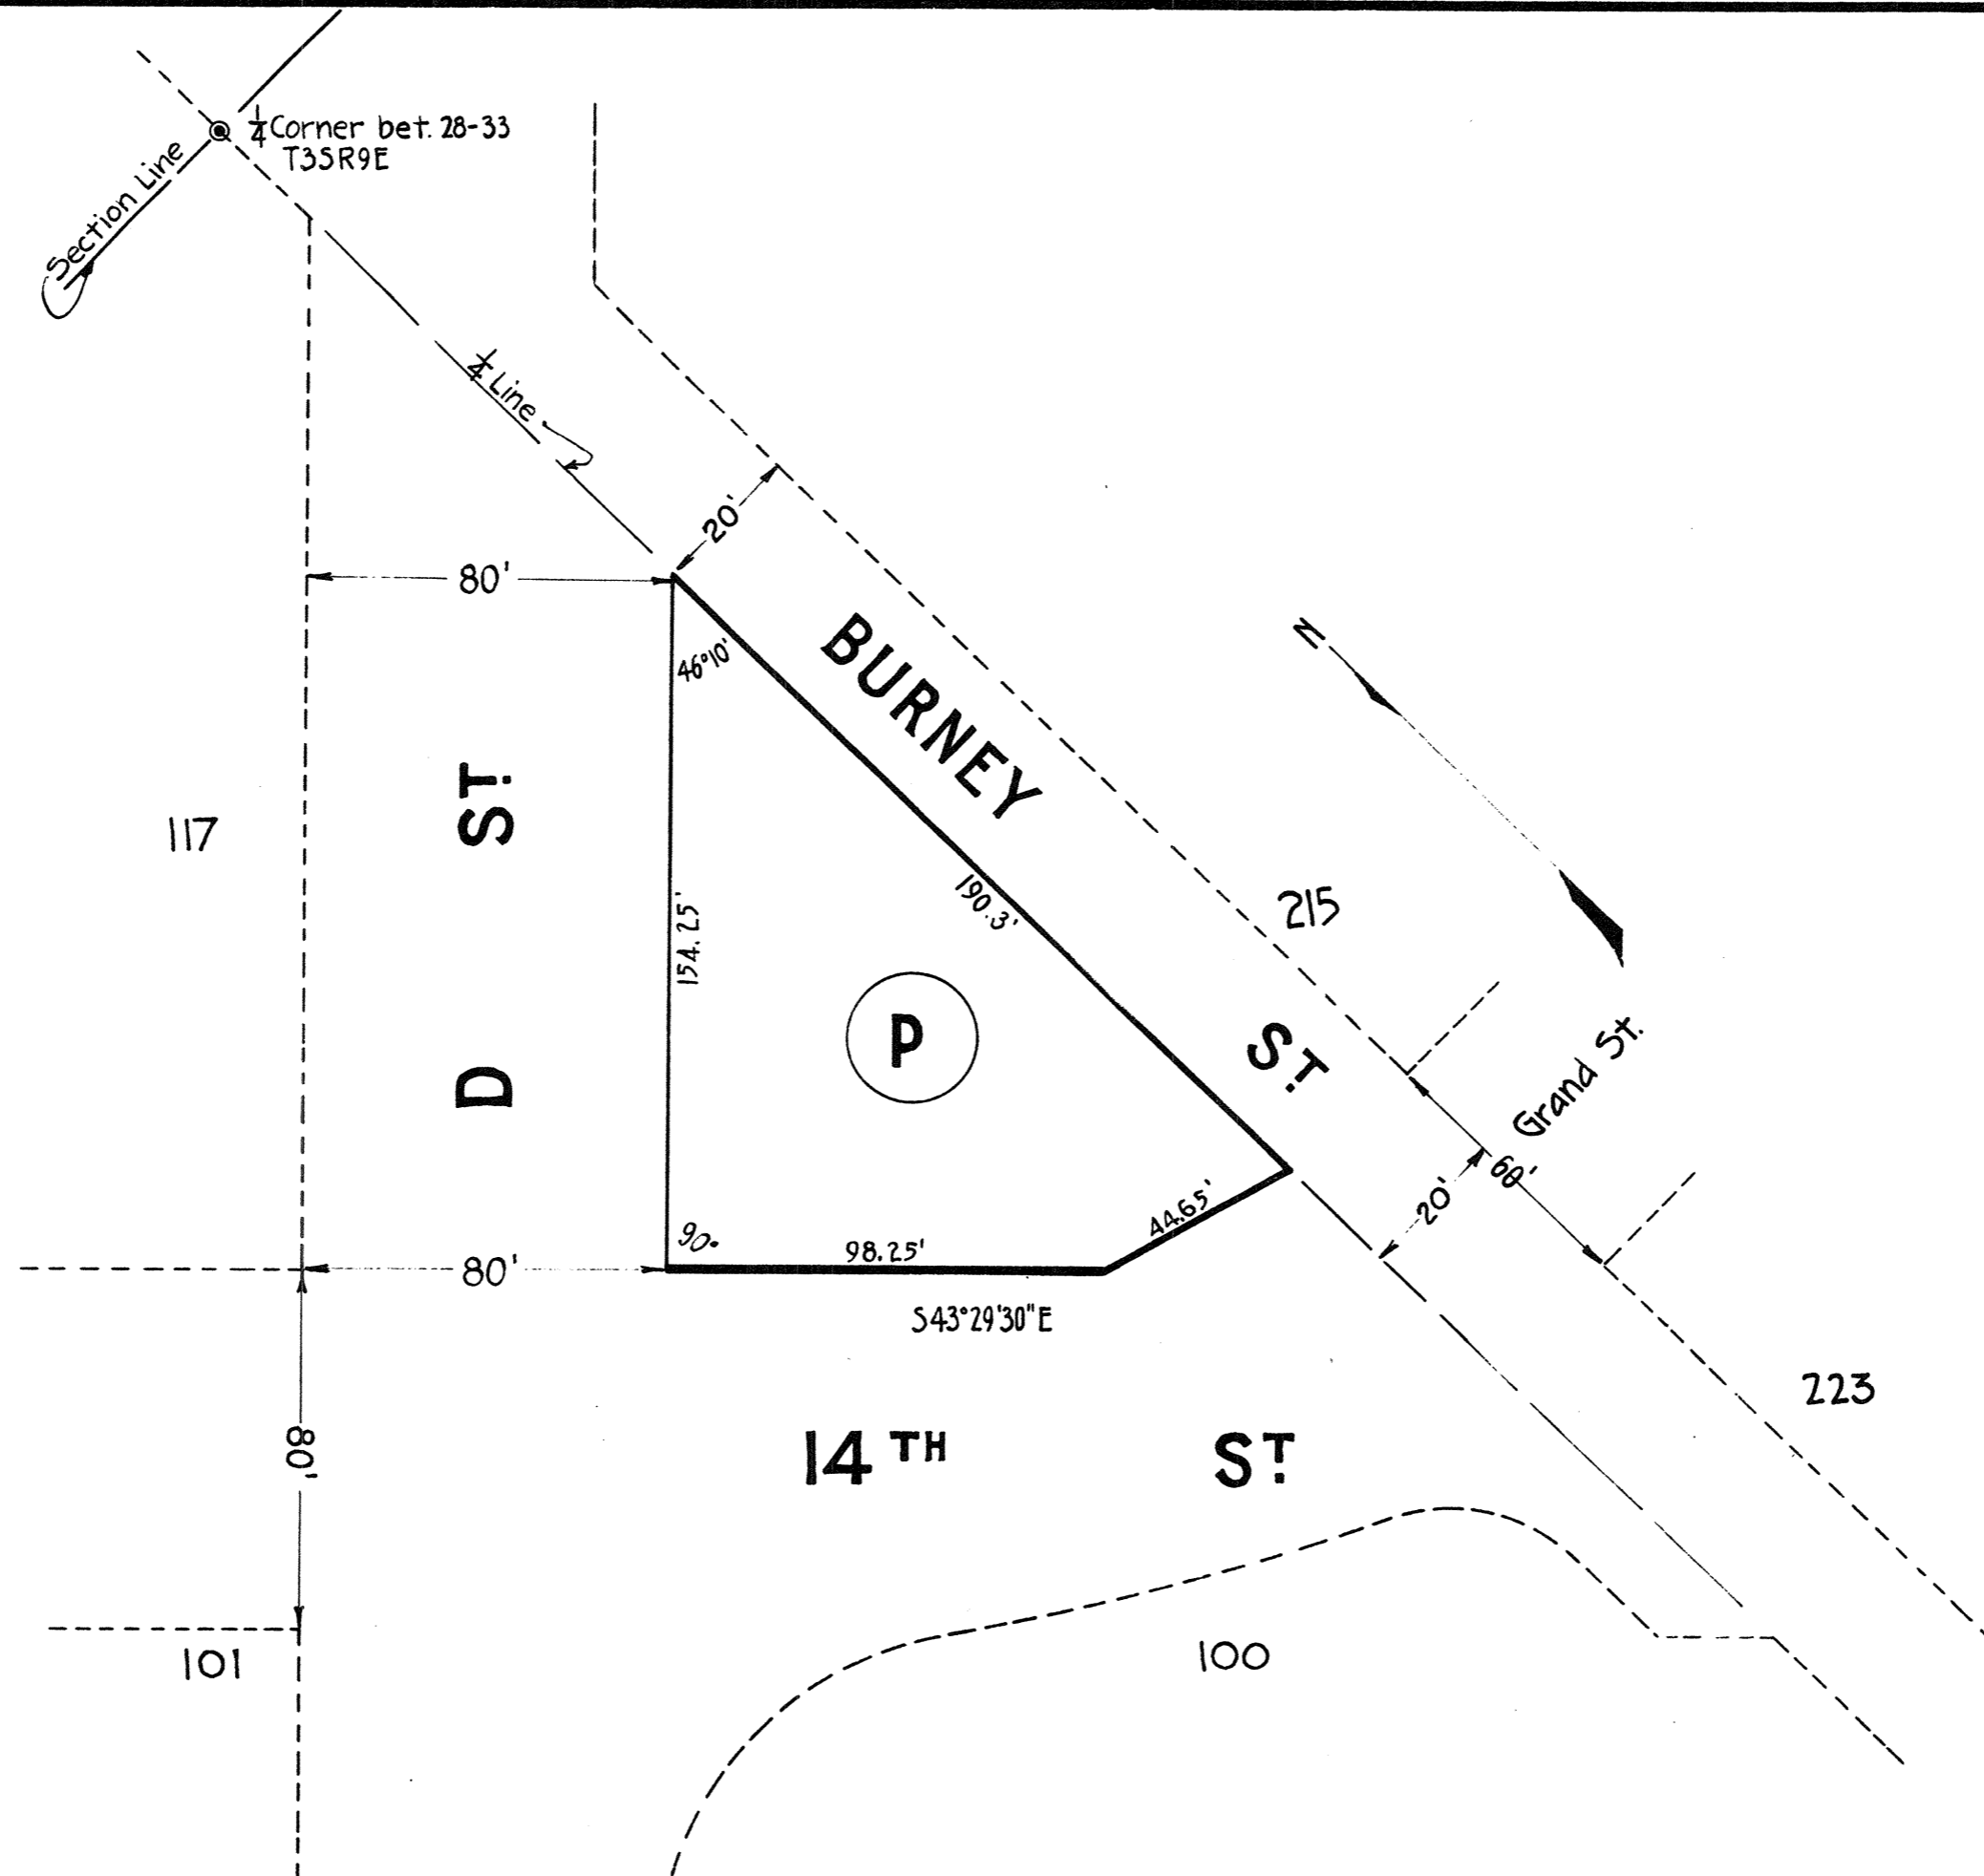 1/4 Corner bet. 28-33
T3SR9E
Section Line
1/4 Line
20'
80'
46°10'
BURNEY ST.
N
117
D ST.
154.25'
190.3'
215
P
Grand St.
68'
20'
44.65'
90°
98.25'
80'
S43°29'30"E
223
80'
14TH ST.
101
100